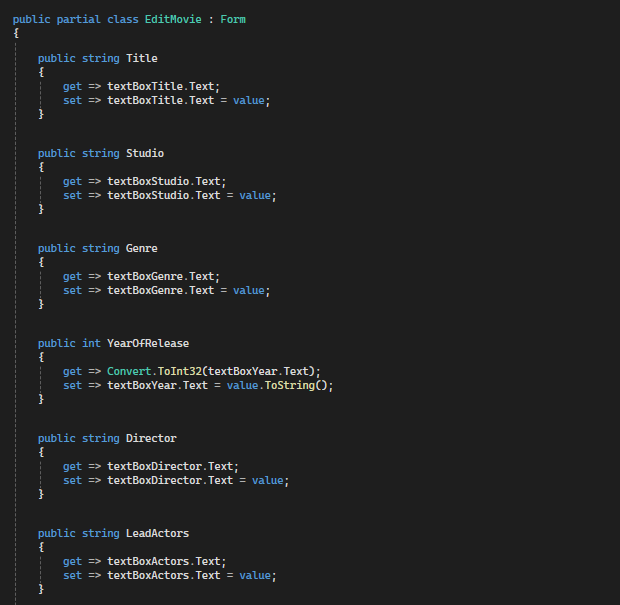 public partial class EditMovie : Form
{
public string Title
{
get => textBoxTitle.Text;
set => textBoxTitle.Text = value;
}
public string Studio
{
get => textBoxStudio.Text;
set => textBoxStudio.Text = value;
}
public string Genre
{
get => textBoxGenre.Text;
set => textBoxGenre.Text = value;
}
public int YearOfRelease
{
get => Convert.ToInt32(textBoxYear.Text);
set => textBoxYear.Text = value.ToString();
}
public string Director
{
get => textBoxDirector.Text;
set => textBoxDirector.Text = value;
}
public string LeadActors
{
get => textBoxActors.Text;
set => textBoxActors.Text = value;
}